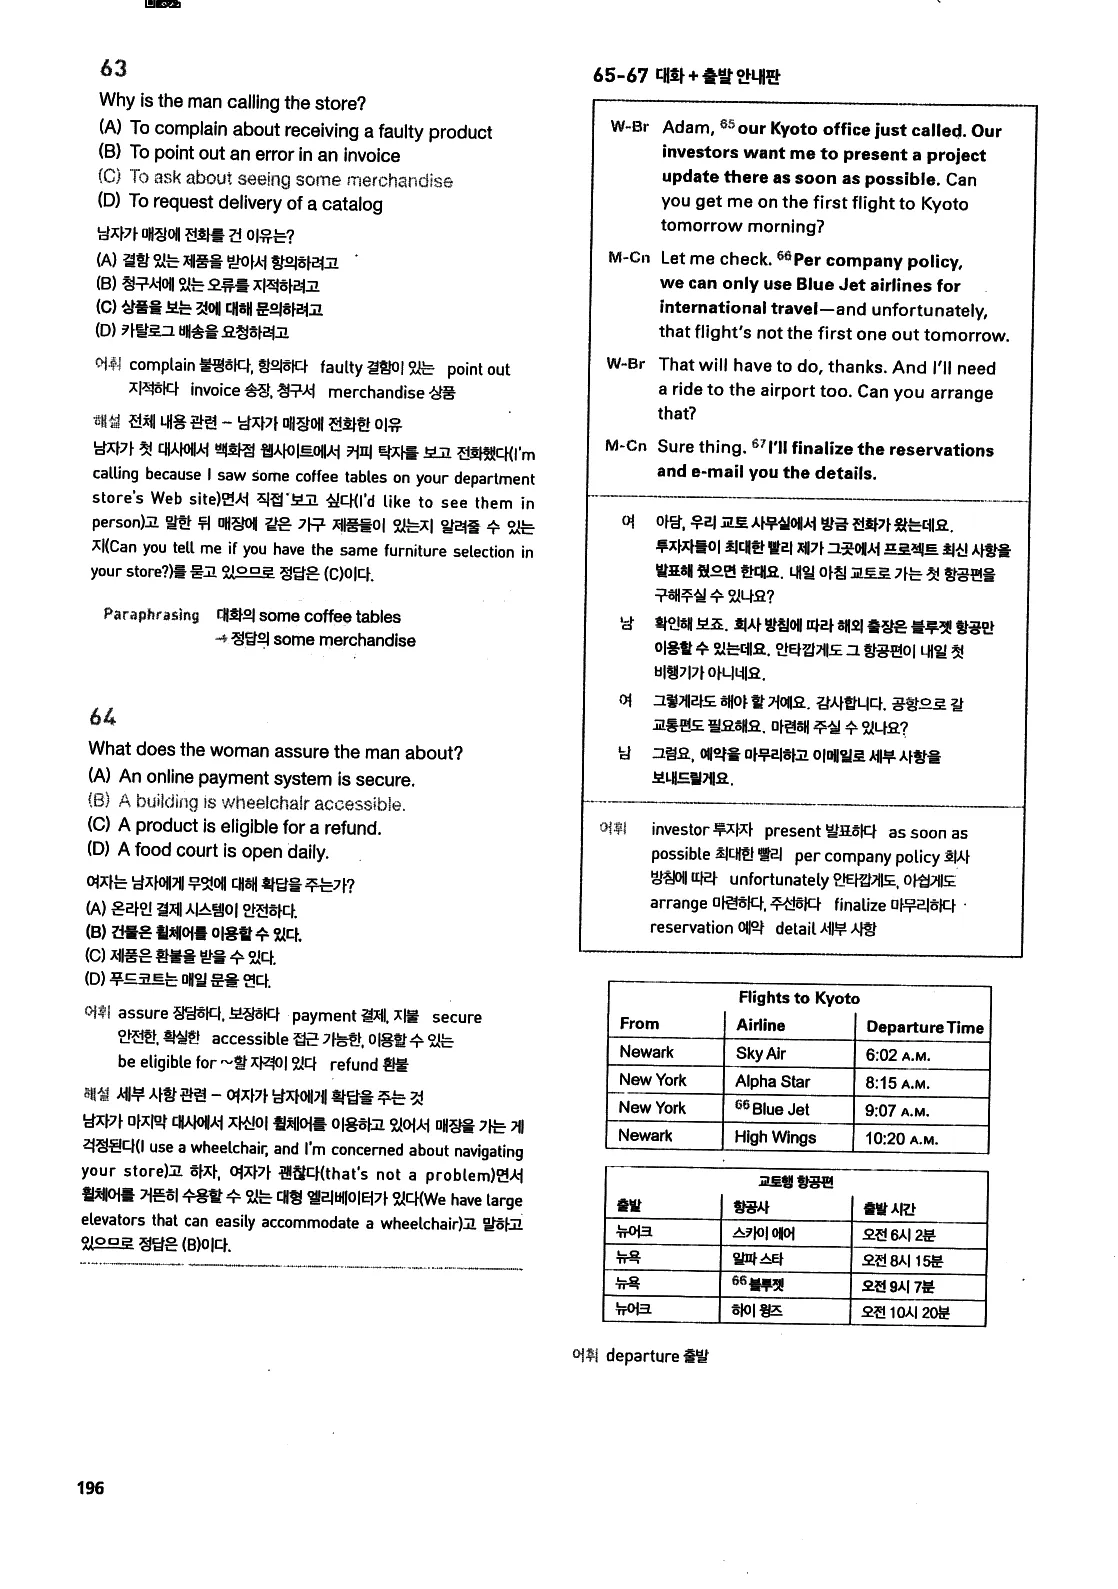 63
Why is the man calling the store?
(A) To complain about receiving a faulty product
(B) To point out an error in an invoice
(C) To ask about seeing some merchandise
(D) To request delivery of a catalog
남자가 매장에 전화를 건 이유는?
(A) 결함 있는 제품을 받아서 항의하려고
(B) 청구서에 있는 오류를 지적하려고
(C) 상품을 보는 것에 대해 문의하려고
(D) 카탈로그 배송을 요청하려고
어휘 complain 불평하다, 항의하다 faulty 결함이 있는 point out
지적하다 invoice 송장, 청구서 merchandise 상품
해설 전체 내용 관련 – 남자가 매장에 전화한 이유
남자가 첫 대사에서 백화점 웹사이트에서 커피 탁자를 보고 전화했다(I'm
calling because I saw some coffee tables on your department
store's Web site)면서 직접 보고 싶다(I'd like to see them in
person)고 말한 뒤 매장에 같은 가구 제품들이 있는지 알려줄 수 있는
지(Can you tell me if you have the same furniture selection in
your store?)를 묻고 있으므로 정답은 (C)이다.
Paraphrasing 대화의 some coffee tables
→ 정답의 some merchandise
64
What does the woman assure the man about?
(A) An online payment system is secure.
(B) A building is wheelchair accessible.
(C) A product is eligible for a refund.
(D) A food court is open daily.
여자는 남자에게 무엇에 대해 확답을 주는가?
(A) 온라인 결제 시스템이 안전하다.
(B) 건물은 휠체어를 이용할 수 있다.
(C) 제품은 환불을 받을 수 있다.
(D) 푸드코트는 매일 문을 연다.
어휘 assure 장담하다, 보장하다 payment 결제, 지불 secure
안전한, 확실한 accessible 접근 가능한, 이용할 수 있는
be eligible for ~할 자격이 있다 refund 환불
해설 세부 사항 관련 – 여자가 남자에게 확답을 주는 것
남자가 마지막 대사에서 자신이 휠체어를 이용하고 있어서 매장을 가는 게
걱정된다(I use a wheelchair, and I'm concerned about navigating
your store)고 하자, 여자가 괜찮다(that's not a problem)면서
휠체어를 거뜬히 수용할 수 있는 대형 엘리베이터가 있다(We have large
elevators that can easily accommodate a wheelchair)고 말하고
있으므로 정답은 (B)이다.
196
65-67 대화 + 출발 안내판
W-Br Adam, 65our Kyoto office just called. Our
investors want me to present a project
update there as soon as possible. Can
you get me on the first flight to Kyoto
tomorrow morning?
M-Cn Let me check. 66Per company policy,
we can only use Blue Jet airlines for
international travel—and unfortunately,
that flight's not the first one out tomorrow.
W-Br That will have to do, thanks. And I'll need
a ride to the airport too. Can you arrange
that?
M-Cn Sure thing. 67I'll finalize the reservations
and e-mail you the details.
여 아담, 우리 교토 사무실에서 방금 전화가 왔는데요.
투자자들이 최대한 빨리 제가 그곳에서 프로젝트 최신 사항을
발표해 줬으면 한대요. 내일 아침 교토로 가는 첫 항공편을
구해주실 수 있나요?
남 확인해 보죠. 회사 방침에 따라 해외 출장은 블루젯 항공만
이용할 수 있는데요. 안타깝게도 그 항공편이 내일 첫
비행기가 아니네요.
여 그렇게라도 해야 할 거예요. 감사합니다. 공항으로 갈
교통편도 필요해요. 마련해 주실 수 있나요?
남 그럼요, 예약을 마무리하고 이메일로 세부 사항을
보내드릴게요.
어휘 investor 투자자 present 발표하다 as soon as
possible 최대한 빨리 per company policy 회사
방침에 따라 unfortunately 안타깝게도, 아쉽게도
arrange 마련하다, 주선하다 finalize 마무리하다
reservation 예약 detail 세부 사항
Flights to Kyoto
From Airline Departure Time
Newark Sky Air 6:02 A.M.
New York Alpha Star 8:15 A.M.
New York 66Blue Jet 9:07 A.M.
Newark High Wings 10:20 A.M.
교토행 항공편
출발 항공사 출발 시간
뉴어크 스카이 에어 오전 6시 2분
뉴욕 알파 스타 오전 8시 15분
뉴욕 66블루젯 오전 9시 7분
뉴어크 하이 윙즈 오전 10시 20분
어휘 departure 출발